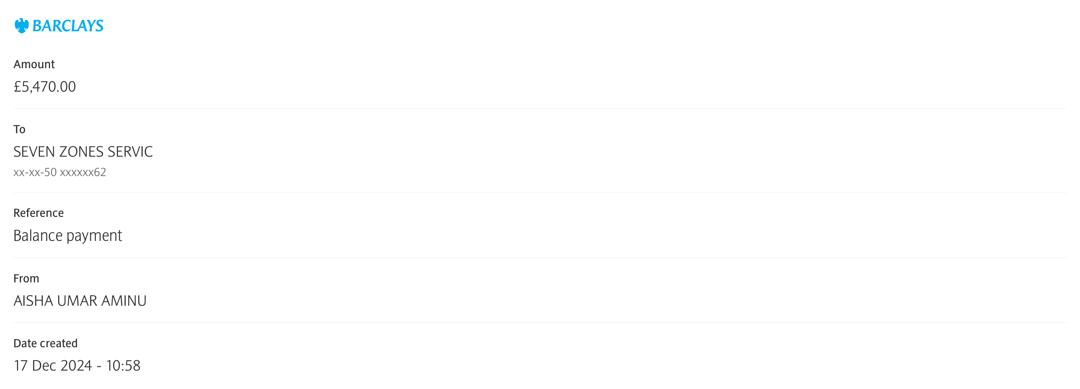 BARCLAYS
Amount
£5,470.00
To
SEVEN ZONES SERVIC
xx-xx-50 xxxxxx62
Reference
Balance payment
From
AISHA UMAR AMINU
Date created
17 Dec 2024 - 10:58